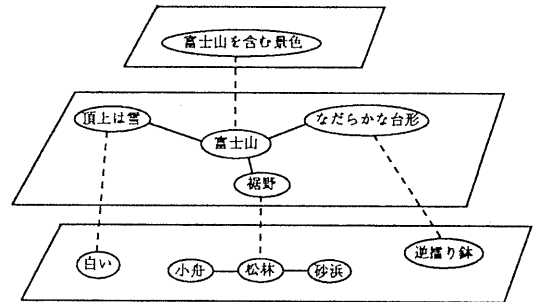 富士山を含む景色
頂上は雪
なだらかな台形
富士山
裾野
白い
小舟
松林
砂浜
逆擂り鉢